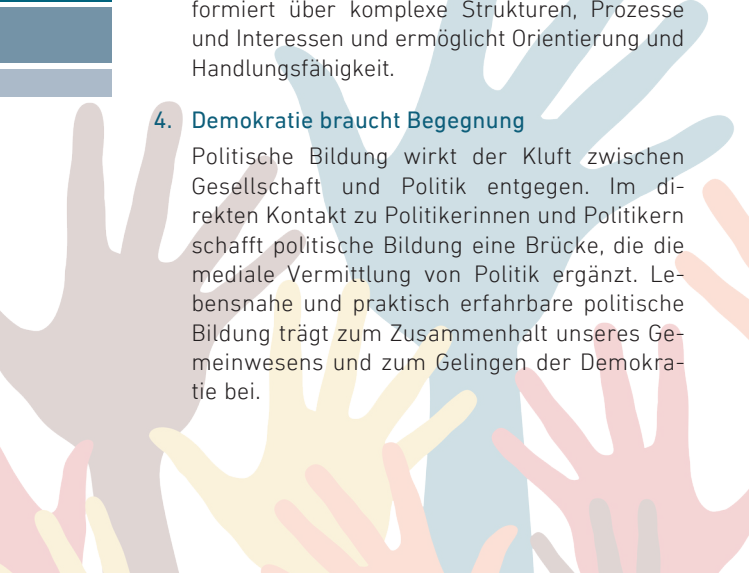 formiert über komplexe Strukturen, Prozesse
und Interessen und ermöglicht Orientierung und
Handlungsfähigkeit.
4. Demokratie braucht Begegnung
Politische Bildung wirkt der Kluft zwischen
Gesellschaft und Politik entgegen. Im di-
rekten Kontakt zu Politikerinnen und Politikern
schafft politische Bildung eine Brücke, die die
mediale Vermittlung von Politik ergänzt. Le-
bensnahe und praktisch erfahrbare politische
Bildung trägt zum Zusammenhalt unseres Ge-
meinwesens und zum Gelingen der Demokra-
tie bei.